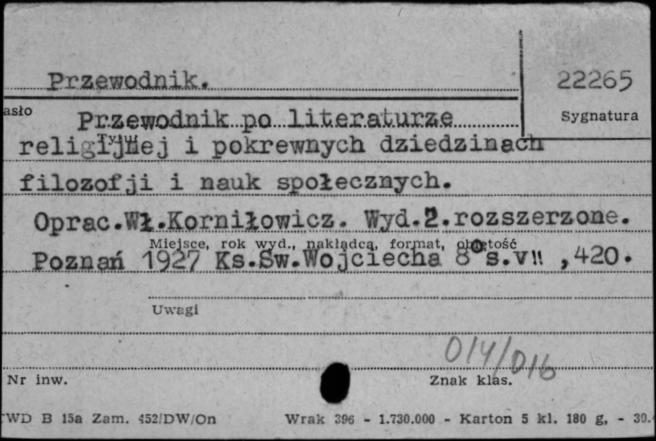 Przewodnik.
22265
asło
Przewodnik po literaturze
Sygnatura
religijnej i pokrewnych dziedzinach
filozofji i nauk społecznych.
Oprac.Wł.Korniłowicz. Wyd.2.rozszerzone.
Miejsce, rok wyd., nakładca, format, objętość
Poznań 1927 Ks.Św.Wojciecha 8° s.VII ,420.
Uwagi
014/016
Nr inw.
Znak klas.
WD B 15a Zam. 452/DW/On Wrak 396 - 1.730.000 - Karton 5 kl. 180 g, - 30.